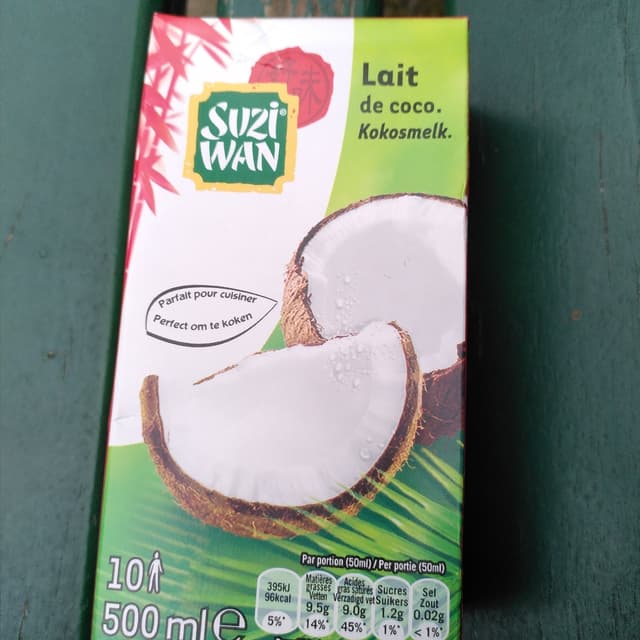 Lait
de coco.
Kokosmelk.
SUZI
WAN
Parfait pour cuisiner
Perfect om te koken
10
500 ml e
Par portion (50ml) / Per portie (50ml)
395kJ
96kcal
5%*
Matières
grasses
Vetten
9.5g
14%*
Acides
gras saturés
Verzadigd vet
9.0g
45%*
Sucres
Suikers
1.2g
1%*
Sel
Zout
0.02g
< 1%*